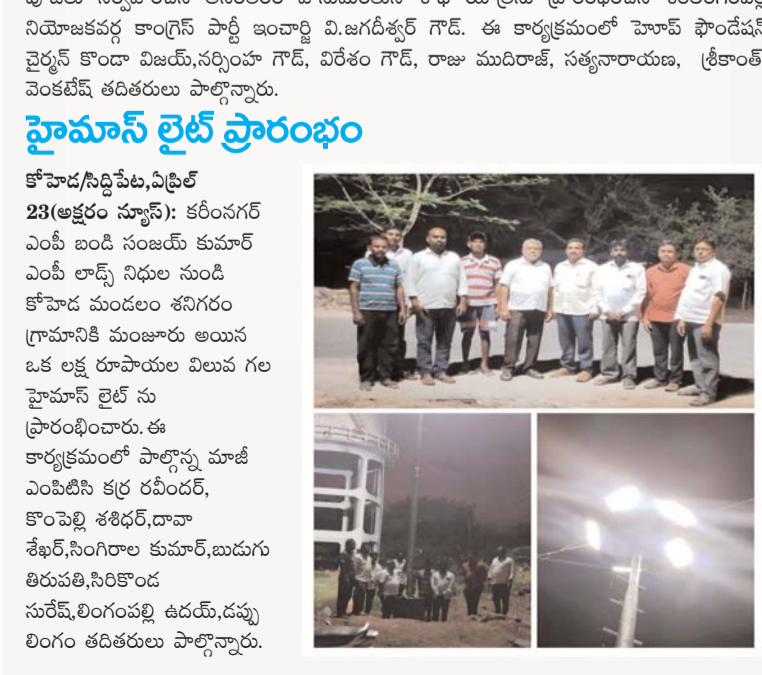 నియోజకవర్గ కాంగ్రెస్ పార్టీ ఇంచార్జి వి.జగదీశ్వర్ గౌడ్. ఈ కార్యక్రమంలో హెూప్ ఫౌండేషన్
చైర్మన్ కొండా విజయ్,నర్సింహ గౌడ్, విరేశం గౌడ్, రాజు ముదిరాజ్, సత్యనారాయణ, శ్రీకాంత్
వెంకటేష్ తదితరులు పాల్గొన్నారు.
హైమాస్ లైట్ ప్రారంభం
కోహెడ/సిద్దిపేట,ఏప్రిల్
23(అక్షరం న్యూస్): కరీంనగర్
ఎంపీ బండి సంజయ్ కుమార్
ఎంపీ లాడ్స్ నిధుల నుండి
కోహెడ మండలం శనిగరం
గ్రామానికి మంజూరు అయిన
ఒక లక్ష రూపాయల విలువ గల
హైమాస్ లైట్ ను
ప్రారంభించారు.ఈ
కార్యక్రమంలో పాల్గొన్న మాజీ
ఎంపిటిసి కర్ర రవీందర్,
కొంపెల్లి శశిధర్,దావా
శేఖర్,సింగిరాల కుమార్,బుడుగు
తిరుపతి,సిరికొండ
సురేష్,లింగంపల్లి ఉదయ్,డప్పు
లింగం తదితరులు పాల్గొన్నారు.